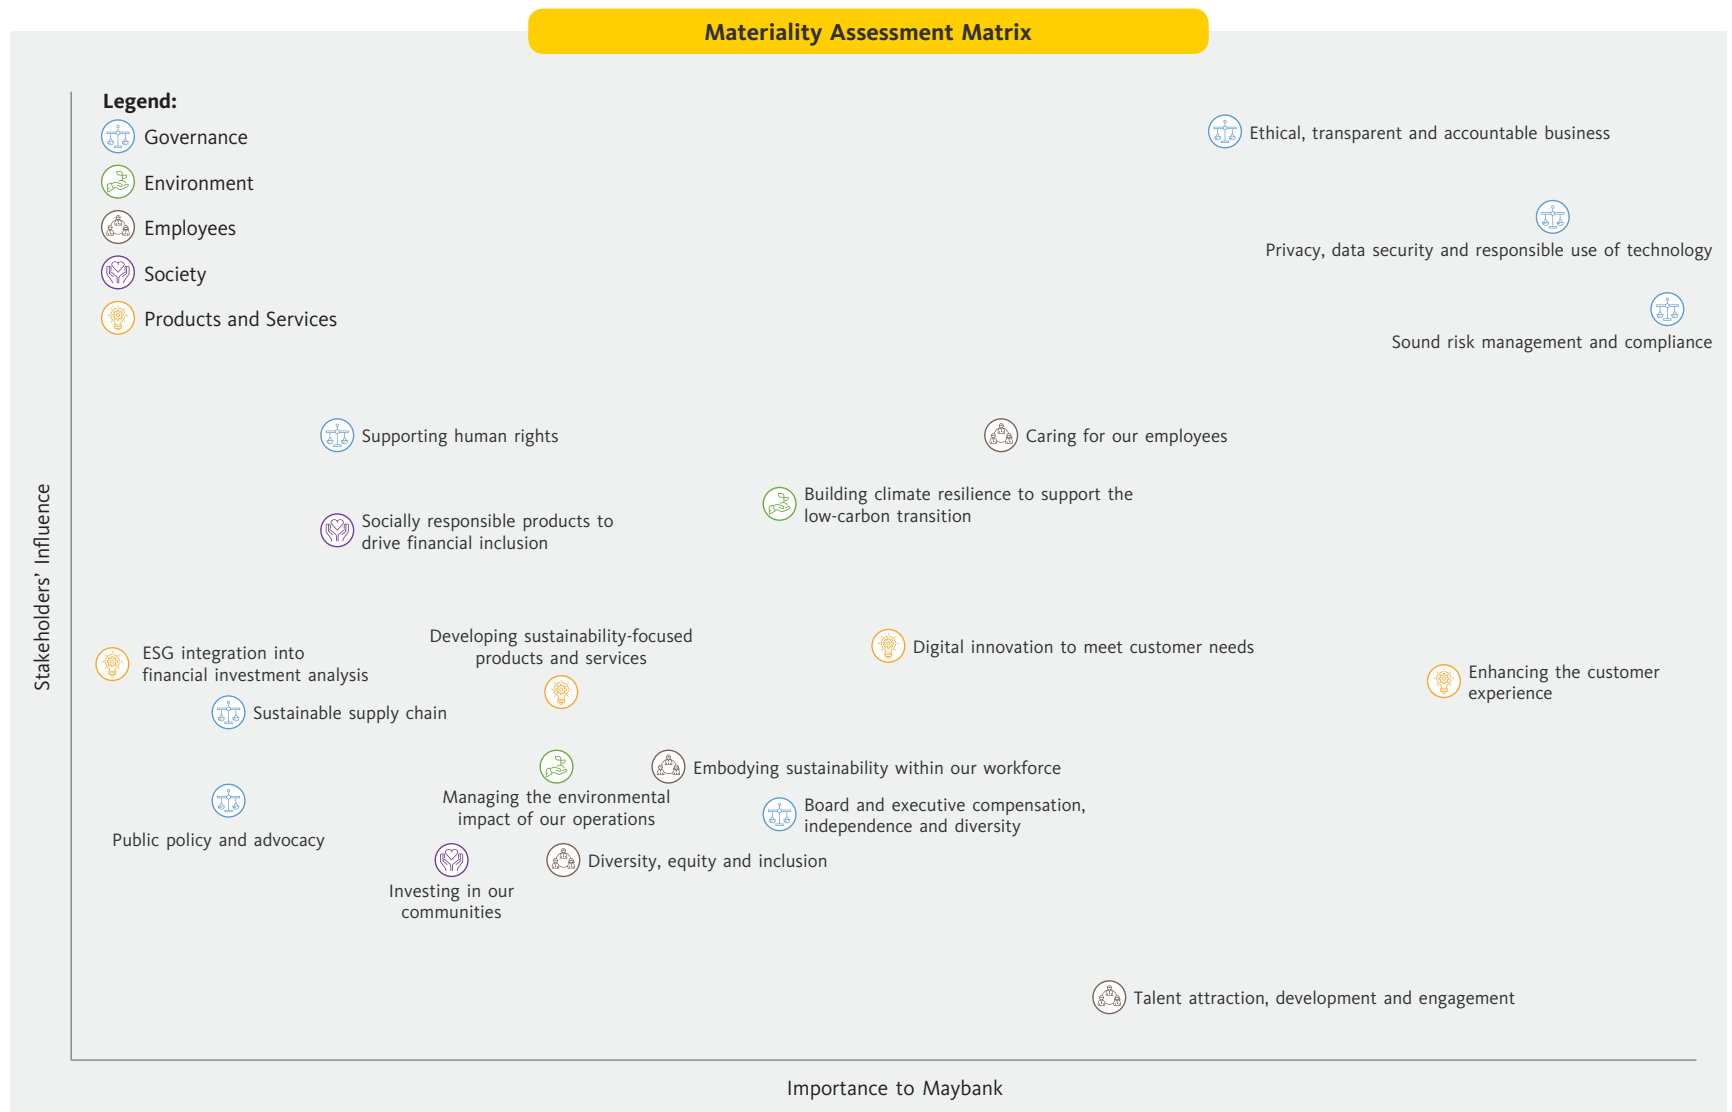 Materiality Assessment Matrix
Legend:
Governance
Environment
Employees
Society
Products and Services
Ethical, transparent and accountable business
Privacy, data security and responsible use of technology
Sound risk management and compliance
Supporting human rights
Caring for our employees
Building climate resilience to support the
low-carbon transition
Socially responsible products to
drive financial inclusion
Stakeholders' Influence
Developing sustainability-focused
products and services
Digital innovation to meet customer needs
ESG integration into
financial investment analysis
Enhancing the customer
experience
Sustainable supply chain
Embodying sustainability within our workforce
Managing the environmental
impact of our operations
Board and executive compensation,
independence and diversity
Public policy and advocacy
Diversity, equity and inclusion
Investing in our
communities
Talent attraction, development and engagement
Importance to Maybank